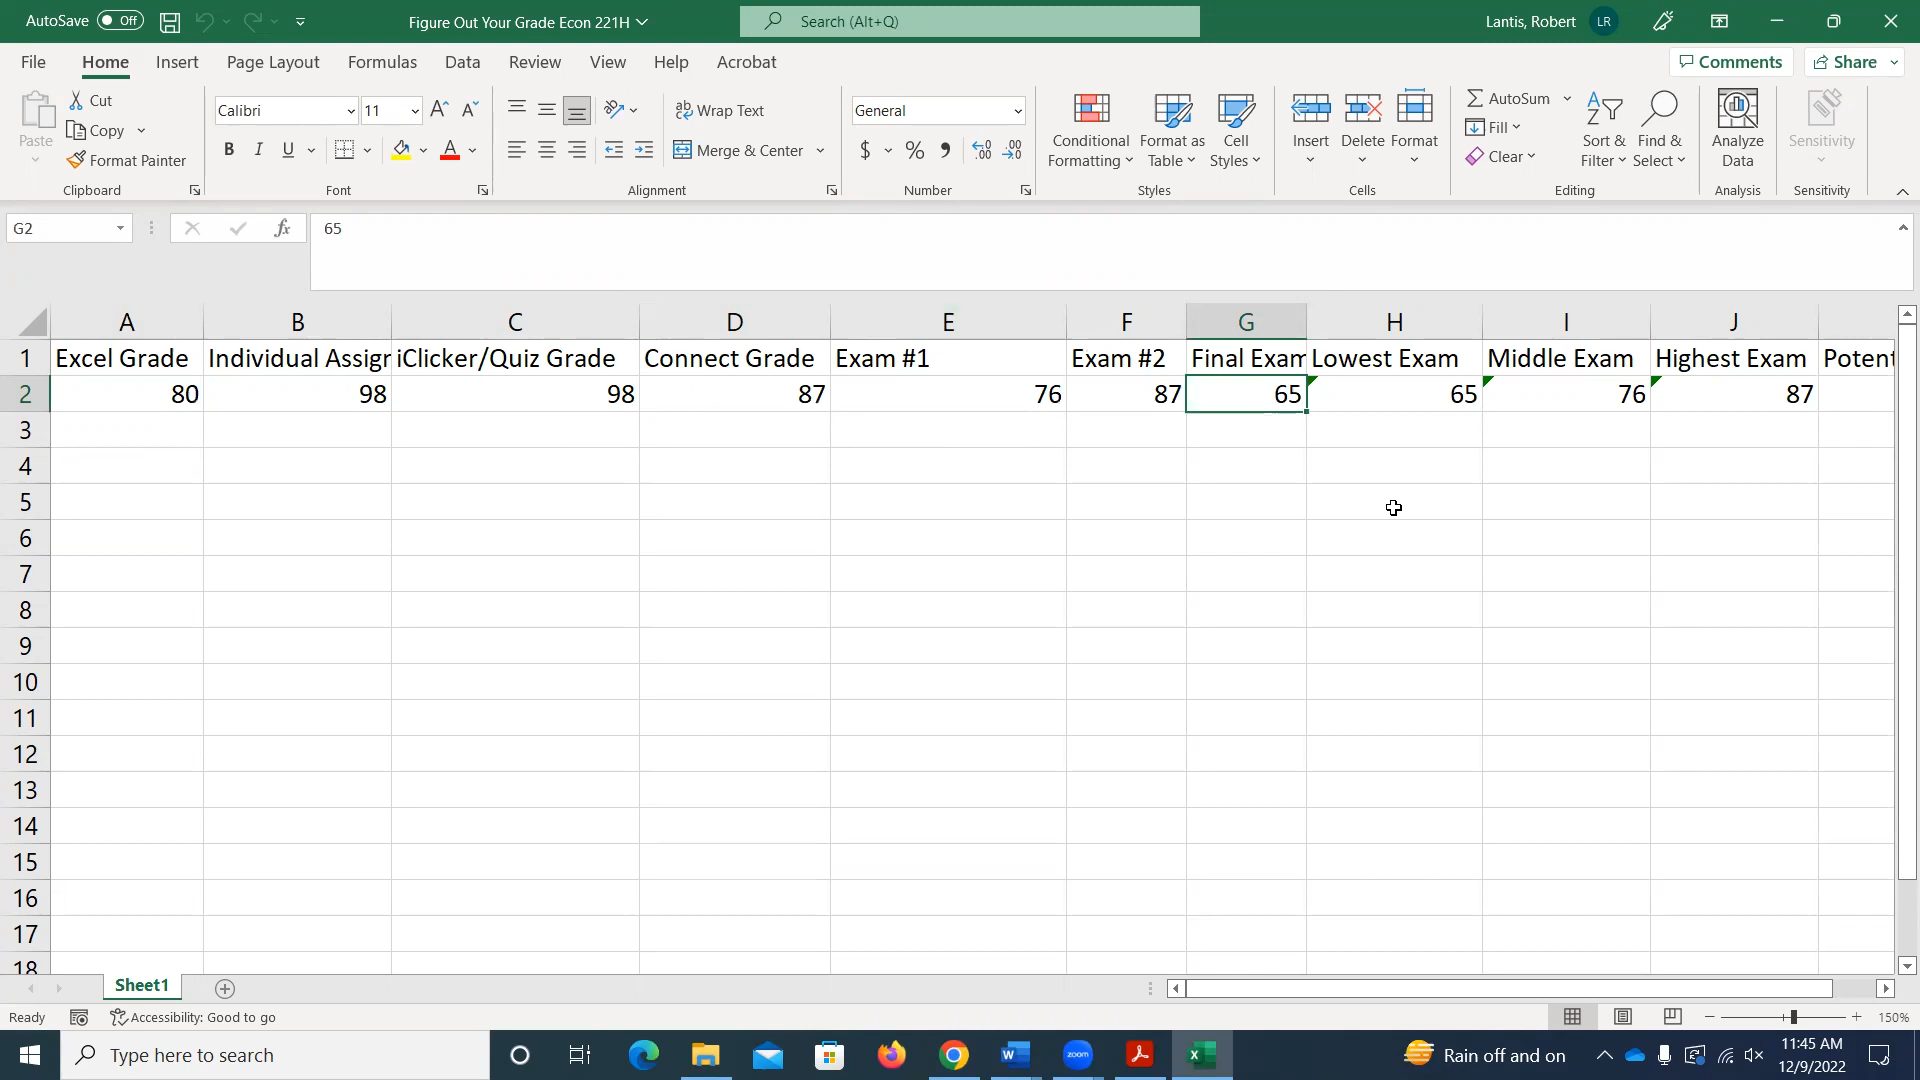 AutoSave Off Figure Out Your Grade Econ 221H Search (Alt+Q) Lantis, Robert LR
File Home Insert Page Layout Formulas Data Review View Help Acrobat Comments Share
Paste Cut Copy Format Painter Clipboard
Calibri 11 B I U A Font
Wrap Text Merge & Center Alignment
General $ % Number
Conditional Formatting Format as Table Cell Styles Styles
Insert Delete Format Cells
AutoSum Fill Clear Sort & Filter Find & Select Editing
Analyze Data Analysis
Sensitivity Sensitivity
G2 fx 65
A B C D E F G H I J
1 Excel Grade Individual Assigr iClicker/Quiz Grade Connect Grade Exam #1 Exam #2 Final Exam Lowest Exam Middle Exam Highest Exam Potent
2 80 98 98 87 76 87 65 65 76 87
3
4
5
6
7
8
9
10
11
12
13
14
15
16
17
18
Sheet1
Ready Accessibility: Good to go 150%
Type here to search zoom Rain off and on 11:45 AM
12/9/2022